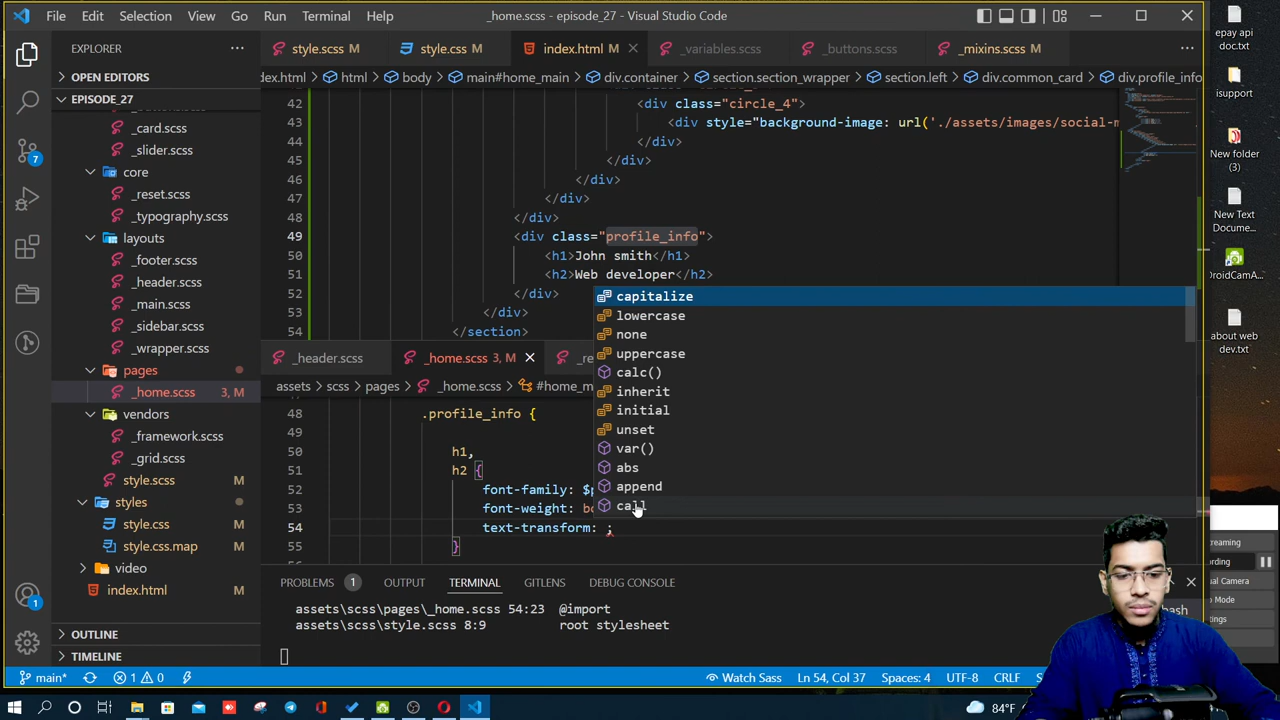 File Edit Selection View Go Run Terminal Help
_home.scss - episode_27 - Visual Studio Code
EXPLORER
style.scss M
style.css M
index.html M
_variables.scss
_buttons.scss
_mixins.scss M
OPEN EDITORS
EPISODE_27
_card.scss
_slider.scss
core
_reset.scss
_typography.scss
layouts
_footer.scss
_header.scss
_main.scss
_sidebar.scss
_wrapper.scss
pages
_home.scss 3, M
vendors
_framework.scss
_grid.scss
style.scss M
styles
style.css M
style.css.map M
video
index.html M
OUTLINE
TIMELINE
dex.html > html > body > main#home_main > div.container > section.section_wrapper > section.left > div.common_card > div.profile_info
42 <div class="circle_4">
43 <div style="background-image: url('./assets/images/social-m
44 </div>
45 </div>
46 </div>
47 </div>
48 </div>
49 <div class="profile_info">
50 <h1>John smith</h1>
51 <h2>Web developer</h2>
52 </div>
53 </div>
54 </section>
capitalize
lowercase
none
uppercase
calc()
inherit
initial
unset
var()
abs
append
call
_header.scss
_home.scss 3, M
assets > scss > pages > _home.scss > #home_m
48 .profile_info {
49
50 h1,
51 h2 {
52 font-family: $p
53 font-weight: bo
54 text-transform: ;
55 }
PROBLEMS 1 OUTPUT TERMINAL GITLENS DEBUG CONSOLE
bash
assets\scss\pages\_home.scss 54:23 @import
assets\scss\style.scss 8:9 root stylesheet
main* 1 0
Watch Sass Ln 54, Col 37 Spaces: 4 UTF-8 CRLF
84°F
7
1
epay api
doc.txt
isupport
New folder
(3)
New Text
Docume...
DroidCamA...
about web
dev.txt